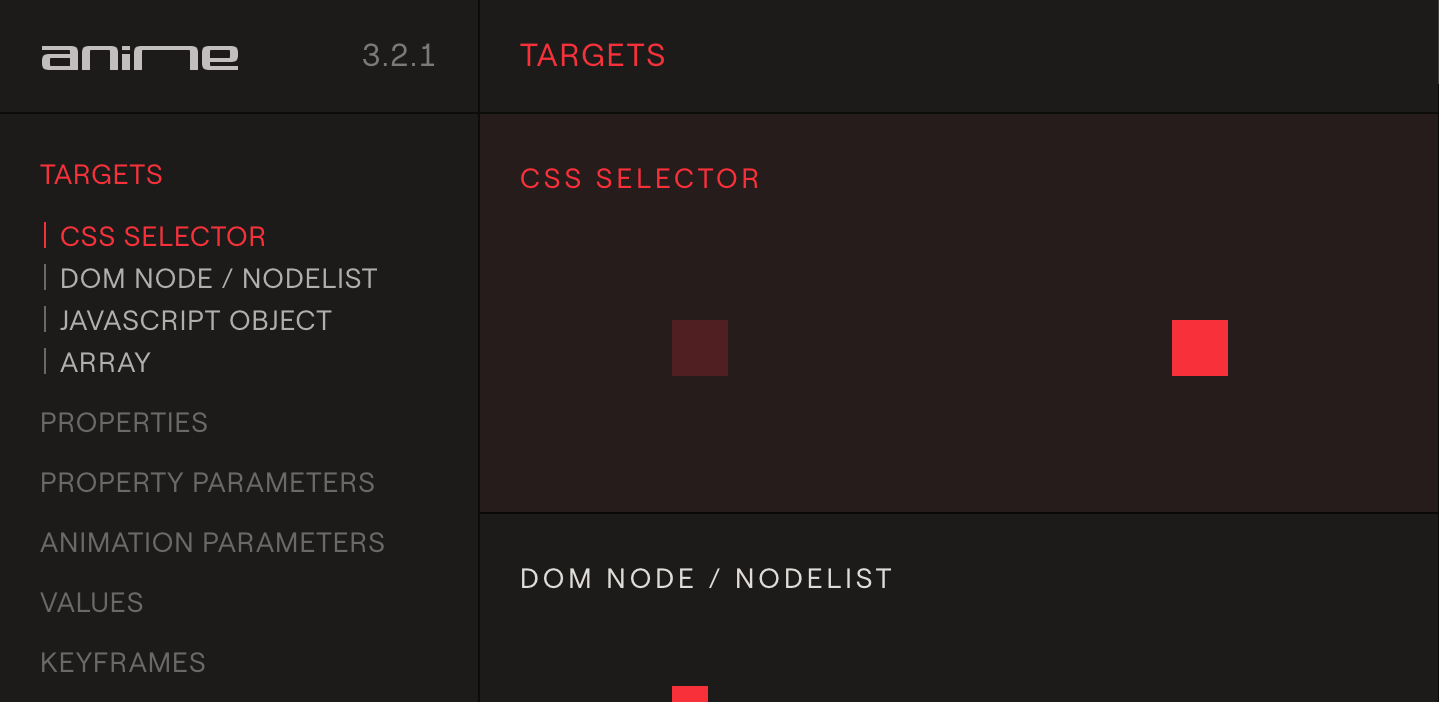 anime
3.2.1
TARGETS
TARGETS
CSS SELECTOR
DOM NODE / NODELIST
JAVASCRIPT OBJECT
ARRAY
PROPERTIES
PROPERTY PARAMETERS
ANIMATION PARAMETERS
VALUES
KEYFRAMES
CSS SELECTOR
DOM NODE / NODELIST